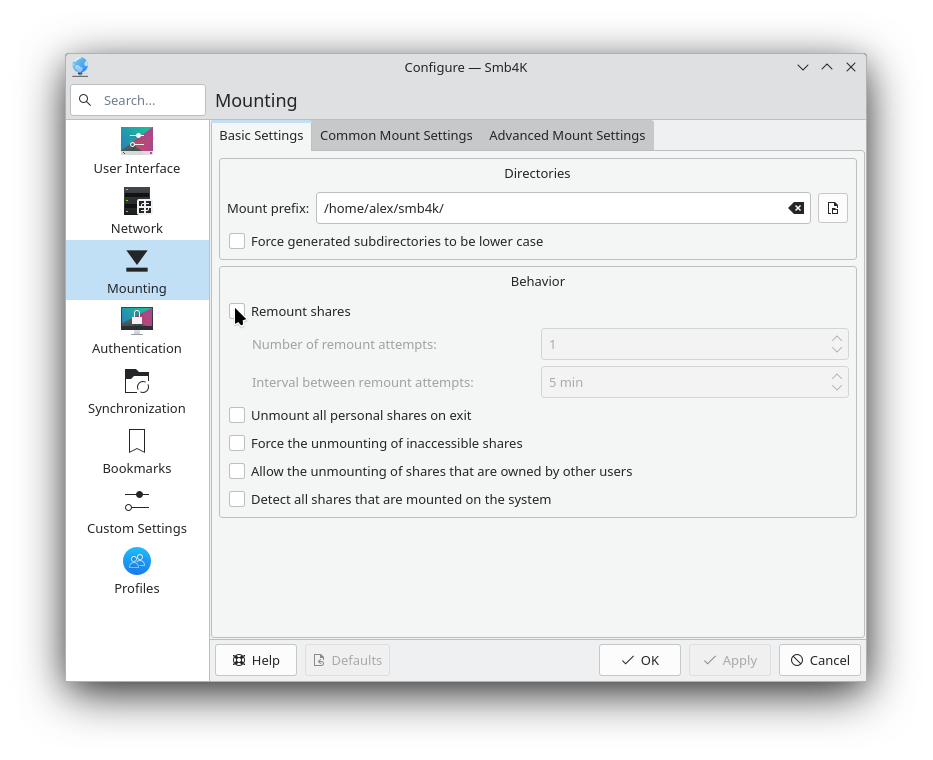 Configure — Smb4K
Search...
Mounting
User Interface
Network
Mounting
Authentication
Synchronization
Bookmarks
Custom Settings
Profiles
Basic Settings
Common Mount Settings
Advanced Mount Settings
Directories
Mount prefix: /home/alex/smb4k/
Force generated subdirectories to be lower case
Behavior
Remount shares
Number of remount attempts: 1
Interval between remount attempts: 5 min
Unmount all personal shares on exit
Force the unmounting of inaccessible shares
Allow the unmounting of shares that are owned by other users
Detect all shares that are mounted on the system
Help
Defaults
OK
Apply
Cancel